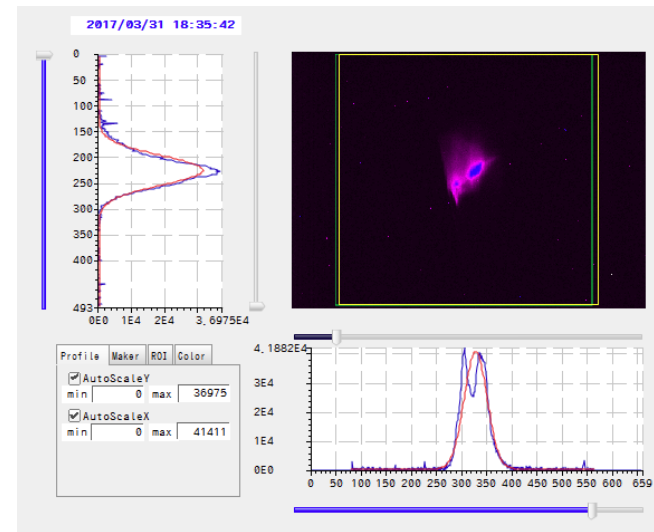 2017/03/31 18:35:42
0
50
100
150
200
250
300
350
400
493
0E0 1E4 2E4 3.6975E4
Profile Maker ROI Color
AutoScaleY
min 0 max 36975
AutoScaleX
min 0 max 41411
4.1882E4
3E4
2E4
1E4
0E0
0 50 100 150 200 250 300 350 400 450 500 550 600 659